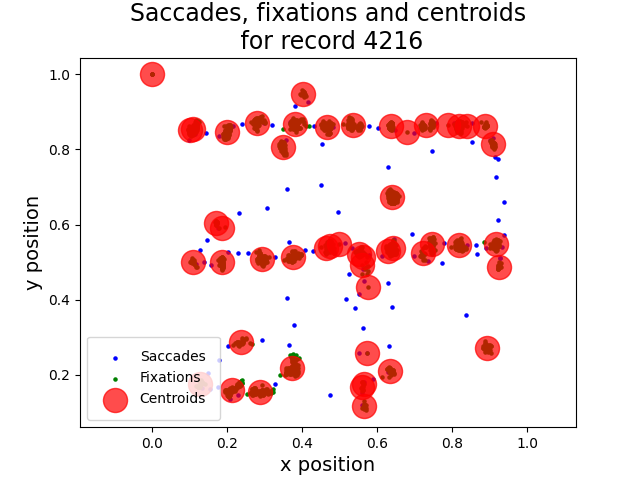 Saccades, fixations and centroids
for record 4216
y position
1.0
0.8
0.6
0.4
0.2
Saccades
Fixations
Centroids
0.0 0.2 0.4 0.6 0.8 1.0
x position